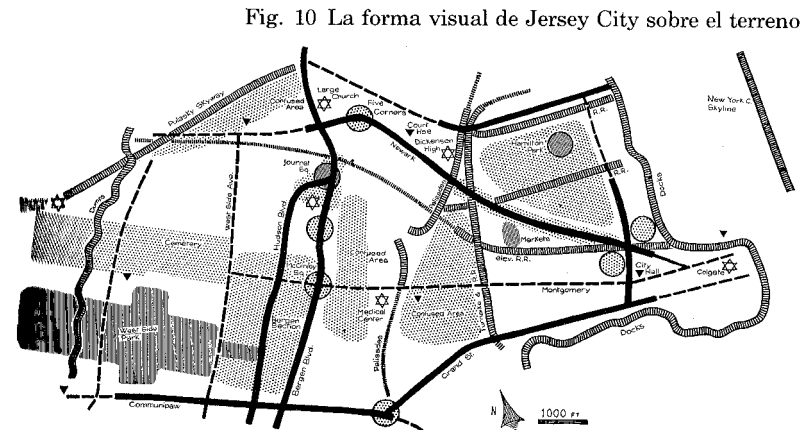 Fig. 10 La forma visual de Jersey City sobre el terreno
Pulaski Skyway
Confused
Area
Large
Church
Five
Corners
Court
Hse
Dickenson
High
Newark
Hamilton
Park
R.R.
R.R.
Docks
New York C.
Skyline
Journal
Sq.
West Side Ave.
Hudson Blvd.
Cemetery
Area
Markets
elev. R.R.
City
Hall
Colgate
Montgomery
Medical
Center
Confused Area
Palisades
West Side
Park
Bergen
Section
Bergen Blvd.
Grand St.
Docks
Communipaw
N
1000 FT